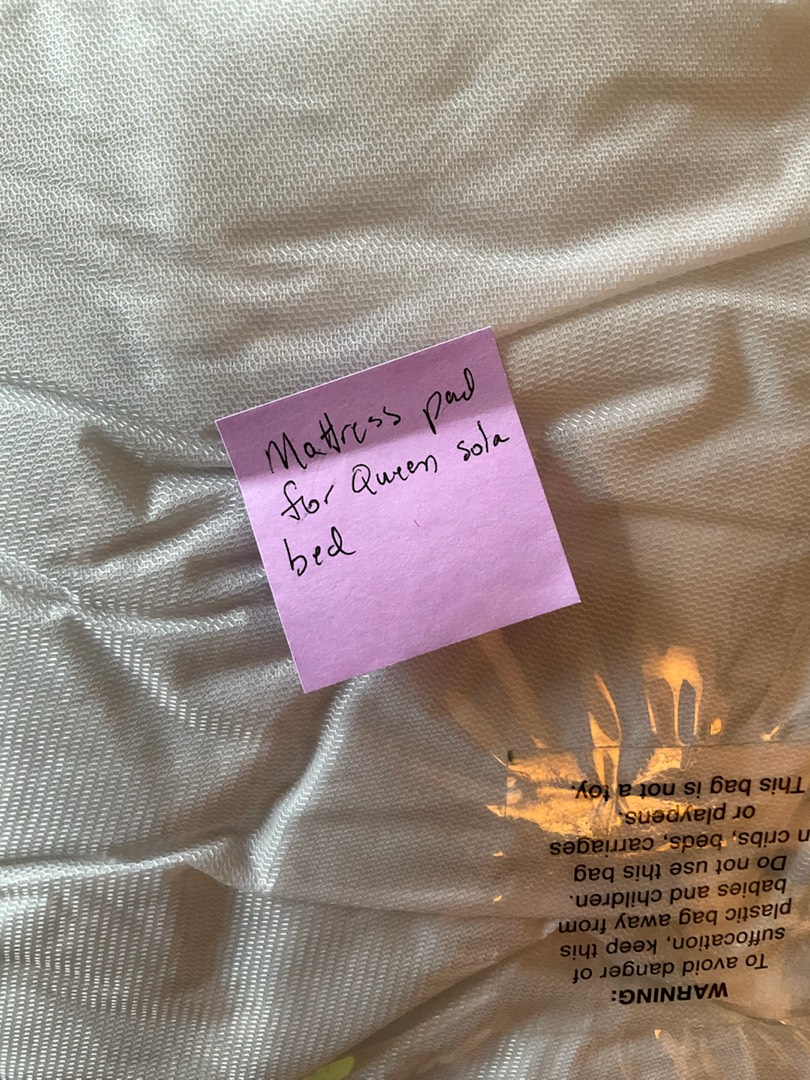 Mattress pad
for Queen sofa
bed
WARNING:
To avoid danger of
suffocation, keep this
plastic bag away from
babies and children.
Do not use this bag
in cribs, beds, carriages
or playpens.
This bag is not a toy.